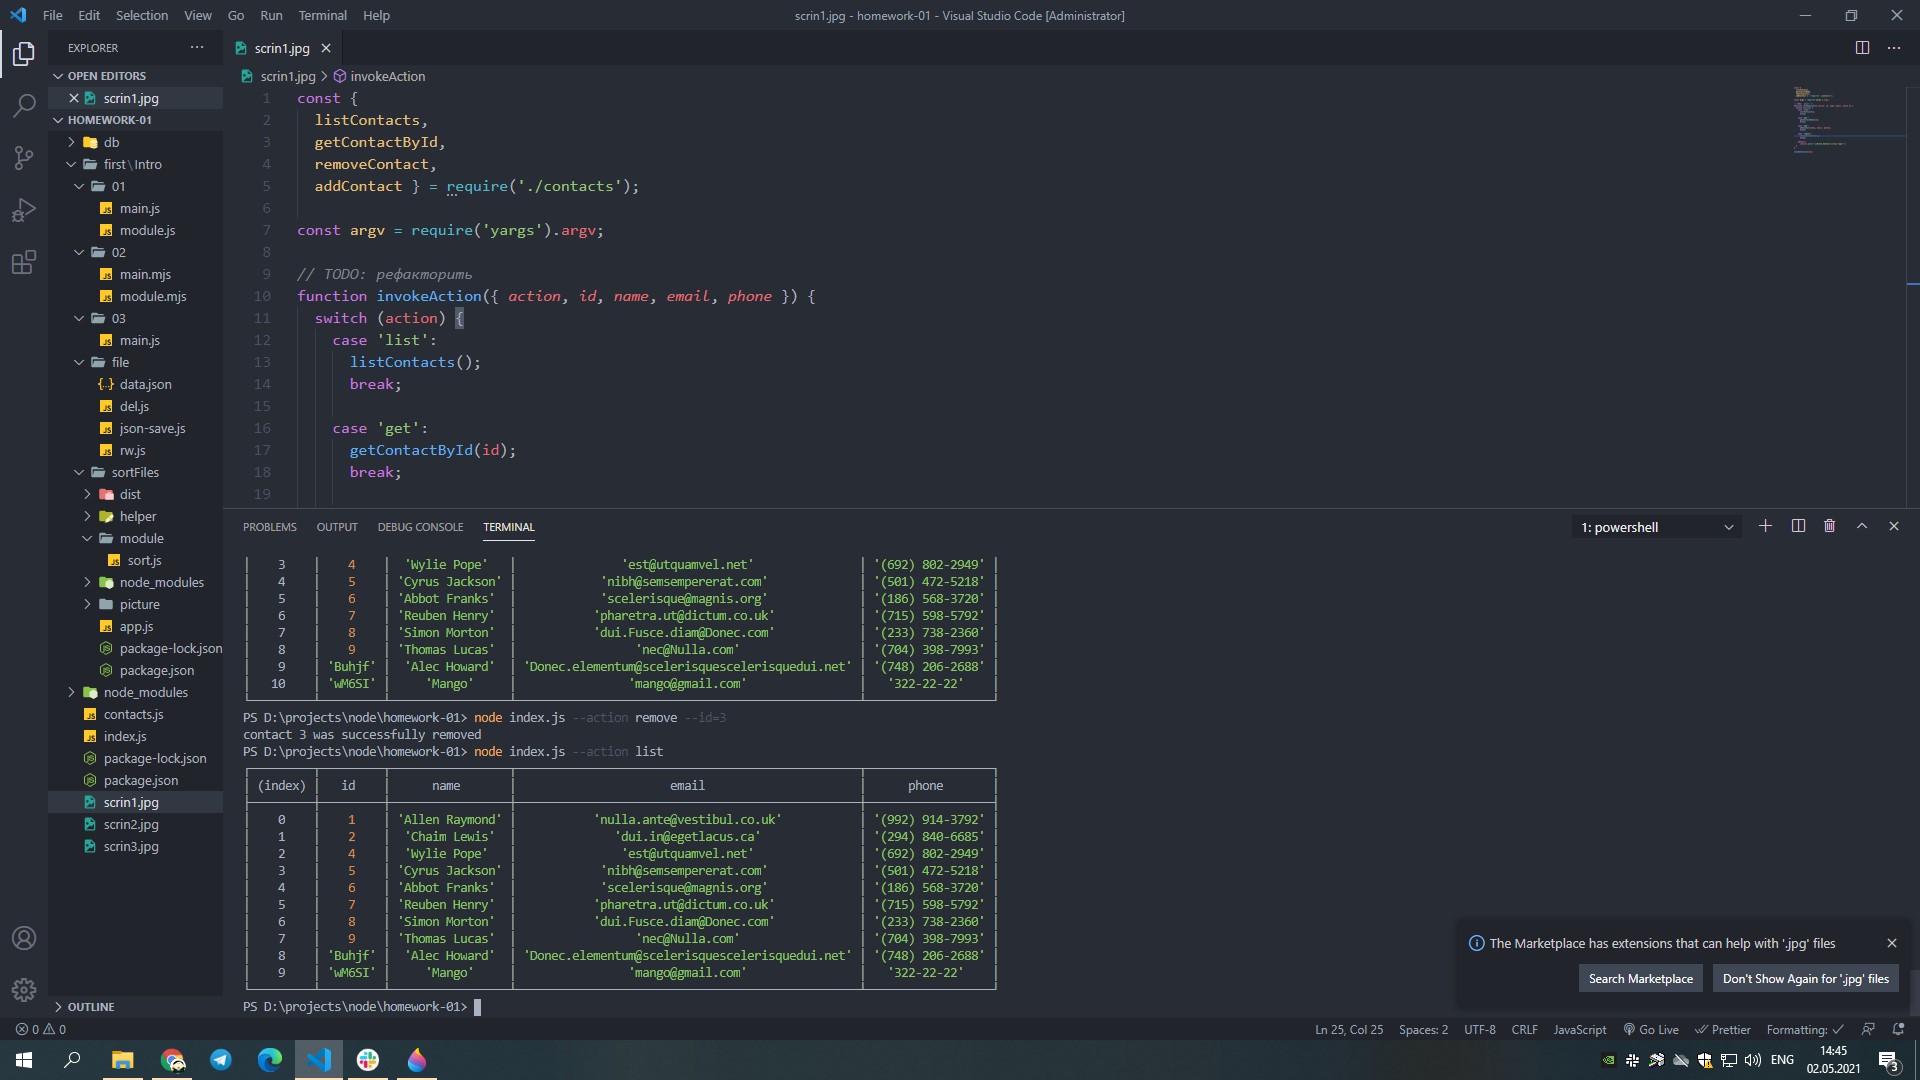 File Edit Selection View Go Run Terminal Help
scrin1.jpg - homework-01 - Visual Studio Code [Administrator]
EXPLORER
OPEN EDITORS
scrin1.jpg
HOMEWORK-01
db
first\Intro
01
main.js
module.js
02
main.mjs
module.mjs
03
main.js
file
data.json
del.js
json-save.js
rw.js
sortFiles
dist
helper
module
sort.js
node_modules
picture
app.js
package-lock.json
package.json
node_modules
contacts.js
index.js
package-lock.json
package.json
scrin1.jpg
scrin2.jpg
scrin3.jpg
OUTLINE
scrin1.jpg
scrin1.jpg > invokeAction
1 const {
2 listContacts,
3 getContactById,
4 removeContact,
5 addContact } = require('./contacts');
6
7 const argv = require('yargs').argv;
8
9 // TODO: рефакторить
10 function invokeAction({ action, id, name, email, phone }) {
11 switch (action) {
12 case 'list':
13 listContacts();
14 break;
15
16 case 'get':
17 getContactById(id);
18 break;
19
PROBLEMS OUTPUT DEBUG CONSOLE TERMINAL
1: powershell
3 4 'Wylie Pope' 'est@utquamvel.net' '(692) 802-2949'
4 5 'Cyrus Jackson' 'nibh@semsempererat.com' '(501) 472-5218'
5 6 'Abbot Franks' 'scelerisque@magnis.org' '(186) 568-3720'
6 7 'Reuben Henry' 'pharetra.ut@dictum.co.uk' '(715) 598-5792'
7 8 'Simon Morton' 'dui.Fusce.diam@Donec.com' '(233) 738-2360'
8 9 'Thomas Lucas' 'nec@Nulla.com' '(704) 398-7993'
9 'Buhjf' 'Alec Howard' 'Donec.elementum@scelerisquescelerisquedui.net' '(748) 206-2688'
10 'wM6SI' 'Mango' 'mango@gmail.com' '322-22-22'
PS D:\projects\node\homework-01> node index.js --action remove --id=3
contact 3 was successfully removed
PS D:\projects\node\homework-01> node index.js --action list
(index) id name email phone
0 1 'Allen Raymond' 'nulla.ante@vestibul.co.uk' '(992) 914-3792'
1 2 'Chaim Lewis' 'dui.in@egetlacus.ca' '(294) 840-6685'
2 4 'Wylie Pope' 'est@utquamvel.net' '(692) 802-2949'
3 5 'Cyrus Jackson' 'nibh@semsempererat.com' '(501) 472-5218'
4 6 'Abbot Franks' 'scelerisque@magnis.org' '(186) 568-3720'
5 7 'Reuben Henry' 'pharetra.ut@dictum.co.uk' '(715) 598-5792'
6 8 'Simon Morton' 'dui.Fusce.diam@Donec.com' '(233) 738-2360'
7 9 'Thomas Lucas' 'nec@Nulla.com' '(704) 398-7993'
8 'Buhjf' 'Alec Howard' 'Donec.elementum@scelerisquescelerisquedui.net' '(748) 206-2688'
9 'wM6SI' 'Mango' 'mango@gmail.com' '322-22-22'
PS D:\projects\node\homework-01>
The Marketplace has extensions that can help with '.jpg' files
Search Marketplace
Don't Show Again for '.jpg' files
0 0
Ln 25, Col 25 Spaces: 2 UTF-8 CRLF JavaScript Go Live Prettier Formatting:
ENG
14:45
02.05.2021
3